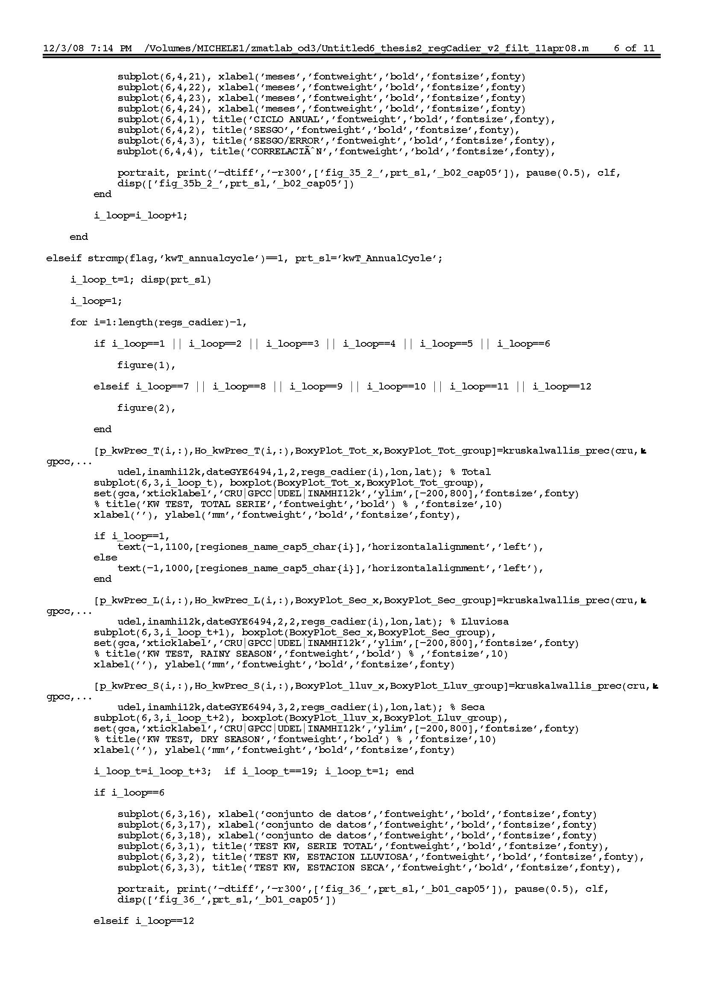 12/3/08 7:14 PM  /Volumes/MICHELE1/zmatlab_od3/Untitled6_thesis2_regCadier_v2_filt_11apr08.m    6 of 11
subplot(6,4,21), xlabel('meses','fontweight','bold','fontsize',fonty)
subplot(6,4,22), xlabel('meses','fontweight','bold','fontsize',fonty)
subplot(6,4,23), xlabel('meses','fontweight','bold','fontsize',fonty)
subplot(6,4,24), xlabel('meses','fontweight','bold','fontsize',fonty)
subplot(6,4,1), title('CICLO ANUAL','fontweight','bold','fontsize',fonty),
subplot(6,4,2), title('SESGO','fontweight','bold','fontsize',fonty),
subplot(6,4,3), title('SESGO/ERROR','fontweight','bold','fontsize',fonty),
subplot(6,4,4), title('CORRELACIÃˆN','fontweight','bold','fontsize',fonty),
portrait, print('-dtiff','-r300',['fig_35_2_',prt_sl,'_b02_cap05']), pause(0.5), clf,
disp(['fig_35b_2_',prt_sl,'_b02_cap05'])
end
i_loop=i_loop+1;
end
elseif strcmp(flag,'kwT_annualcycle')==1, prt_sl='kwT_AnnualCycle';
i_loop_t=1; disp(prt_sl)
i_loop=1;
for i=1:length(regs_cadier)-1,
if i_loop==1 || i_loop==2 || i_loop==3 || i_loop==4 || i_loop==5 || i_loop==6
figure(1),
elseif i_loop==7 || i_loop==8 || i_loop==9 || i_loop==10 || i_loop==11 || i_loop==12
figure(2),
end
[p_kwPrec_T(i,:),Ho_kwPrec_T(i,:),BoxyPlot_Tot_x,BoxyPlot_Tot_group]=kruskalwallis_prec(cru,
gpcc,...
udel,inamhi12k,dateGYE6494,1,2,regs_cadier(i),lon,lat); % Total
subplot(6,3,i_loop_t), boxplot(BoxyPlot_Tot_x,BoxyPlot_Tot_group),
set(gca,'xticklabel','CRU|GPCC|UDEL|INAMHI12k','ylim',[-200,800],'fontsize',fonty)
% title('KW TEST, TOTAL SERIE','fontweight','bold') % ,'fontsize',10)
xlabel(''), ylabel('mm','fontweight','bold','fontsize',fonty),
if i_loop==1,
text(-1,1100,[regiones_name_cap5_char{i}],'horizontalalignment','left'),
else
text(-1,1000,[regiones_name_cap5_char{i}],'horizontalalignment','left'),
end
[p_kwPrec_L(i,:),Ho_kwPrec_L(i,:),BoxyPlot_Sec_x,BoxyPlot_Sec_group]=kruskalwallis_prec(cru,
gpcc,...
udel,inamhi12k,dateGYE6494,2,2,regs_cadier(i),lon,lat); % Lluviosa
subplot(6,3,i_loop_t+1), boxplot(BoxyPlot_Sec_x,BoxyPlot_Sec_group),
set(gca,'xticklabel','CRU|GPCC|UDEL|INAMHI12k','ylim',[-200,800],'fontsize',fonty)
% title('KW TEST, RAINY SEASON','fontweight','bold') % ,'fontsize',10)
xlabel(''), ylabel('mm','fontweight','bold','fontsize',fonty)
[p_kwPrec_S(i,:),Ho_kwPrec_S(i,:),BoxyPlot_lluv_x,BoxyPlot_Lluv_group]=kruskalwallis_prec(cru,
gpcc,...
udel,inamhi12k,dateGYE6494,3,2,regs_cadier(i),lon,lat); % Seca
subplot(6,3,i_loop_t+2), boxplot(BoxyPlot_lluv_x,BoxyPlot_Lluv_group),
set(gca,'xticklabel','CRU|GPCC|UDEL|INAMHI12k','ylim',[-200,800],'fontsize',fonty)
% title('KW TEST, DRY SEASON','fontweight','bold') % ,'fontsize',10)
xlabel(''), ylabel('mm','fontweight','bold','fontsize',fonty)
i_loop_t=i_loop_t+3;  if i_loop_t==19; i_loop_t=1; end
if i_loop==6
subplot(6,3,16), xlabel('conjunto de datos','fontweight','bold','fontsize',fonty)
subplot(6,3,17), xlabel('conjunto de datos','fontweight','bold','fontsize',fonty)
subplot(6,3,18), xlabel('conjunto de datos','fontweight','bold','fontsize',fonty)
subplot(6,3,1), title('TEST KW, SERIE TOTAL','fontweight','bold','fontsize',fonty),
subplot(6,3,2), title('TEST KW, ESTACION LLUVIOSA','fontweight','bold','fontsize',fonty),
subplot(6,3,3), title('TEST KW, ESTACION SECA','fontweight','bold','fontsize',fonty),
portrait, print('-dtiff','-r300',['fig_36_',prt_sl,'_b01_cap05']), pause(0.5), clf,
disp(['fig_36_',prt_sl,'_b01_cap05'])
elseif i_loop==12